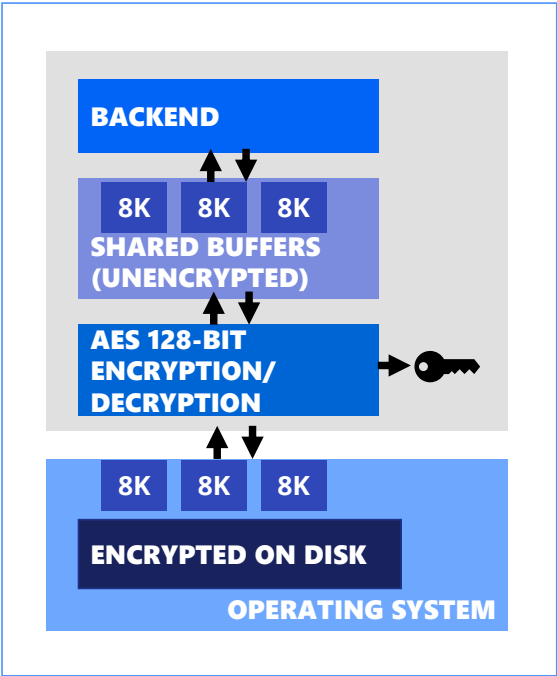 BACKEND
8K 8K 8K
SHARED BUFFERS
(UNENCRYPTED)
AES 128-BIT
ENCRYPTION/
DECRYPTION
8K 8K 8K
ENCRYPTED ON DISK
OPERATING SYSTEM